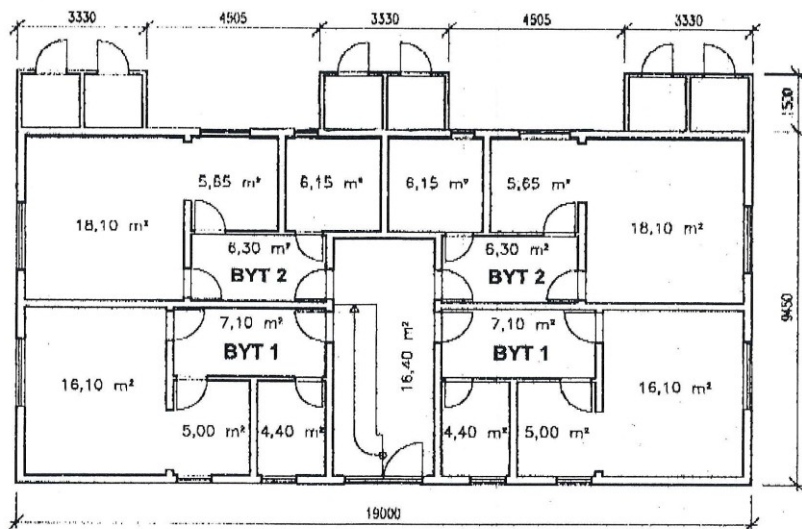 3330 4505 3330 4505 3330
1500
5,65 m² 6,15 m² 6,15 m² 5,65 m²
18,10 m² 18,10 m²
6,30 m² 6,30 m²
BYT 2 BYT 2
9450
7,10 m² 7,10 m²
BYT 1 BYT 1
16,40 m²
16,10 m² 16,10 m²
5,00 m² 4,40 m² 4,40 m² 5,00 m²
19000